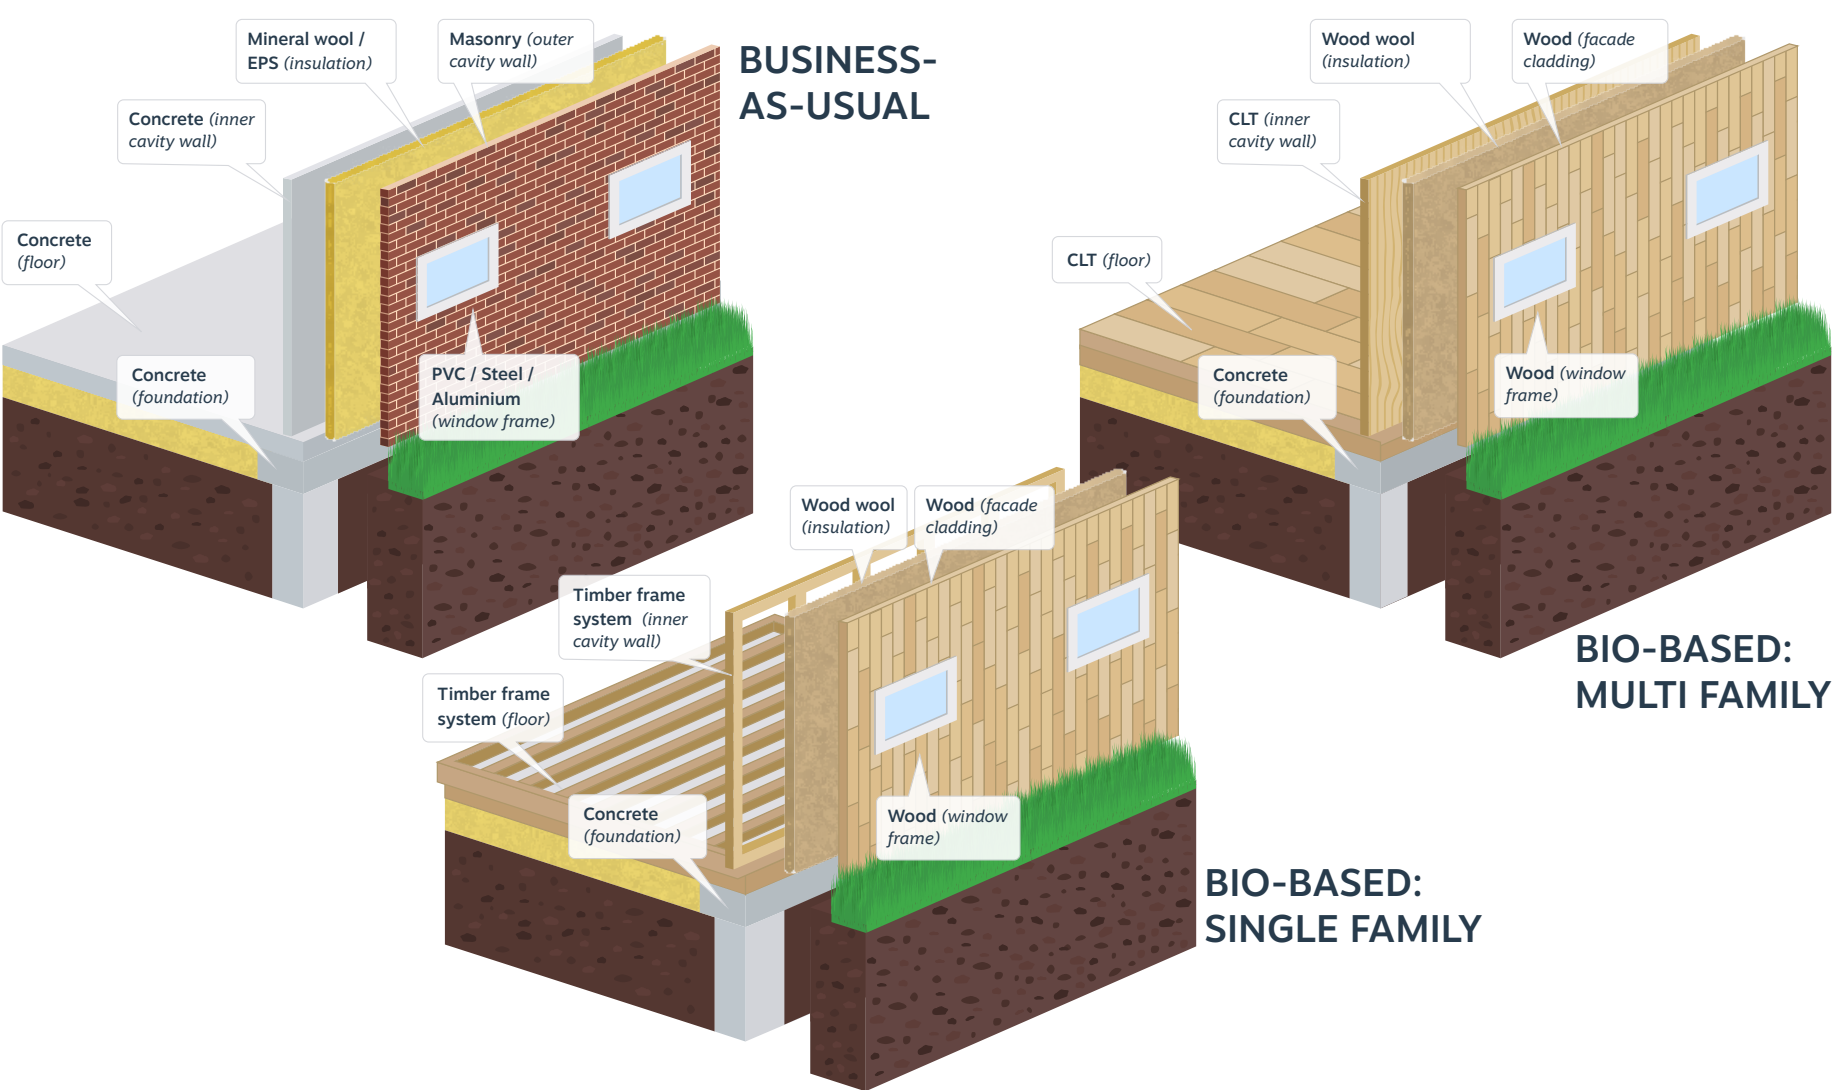 Mineral wool /
EPS (insulation)
Masonry (outer
cavity wall)
BUSINESS-
AS-USUAL
Concrete (inner
cavity wall)
Concrete
(floor)
Concrete
(foundation)
PVC / Steel /
Aluminium
(window frame)
Wood wool
(insulation)
Wood (facade
cladding)
CLT (inner
cavity wall)
CLT (floor)
Concrete
(foundation)
Wood (window
frame)
BIO-BASED:
MULTI FAMILY
Wood wool
(insulation)
Wood (facade
cladding)
Timber frame
system (inner
cavity wall)
Timber frame
system (floor)
Concrete
(foundation)
Wood (window
frame)
BIO-BASED:
SINGLE FAMILY